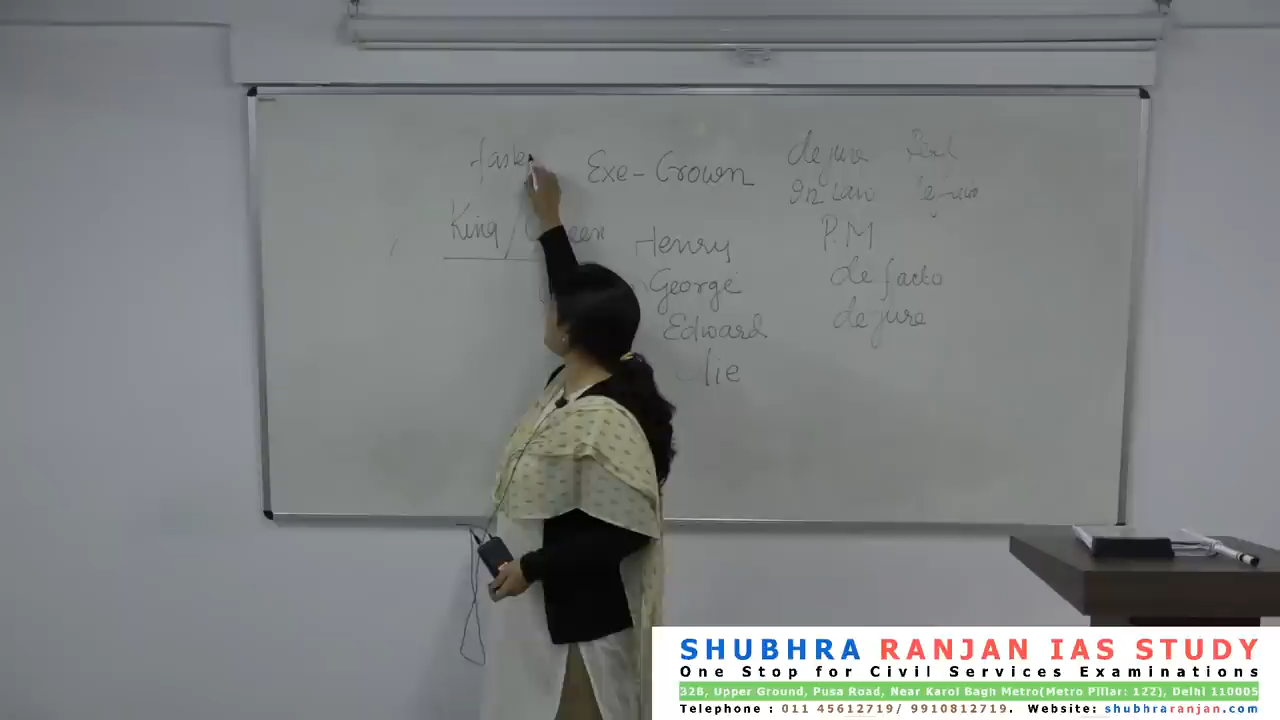 Exe - Crown
de jure
In Law
King /
Henry
P.M
George
de facto
Edward
de jure
SHUBHRA RANJAN IAS STUDY
One Stop for Civil Services Examinations
32B, Upper Ground, Pusa Road, Near Karol Bagh Metro(Metro Pillar: 122), Delhi 110005
Telephone : 011 45612719/ 9910812719. Website: shubhraranjan.com